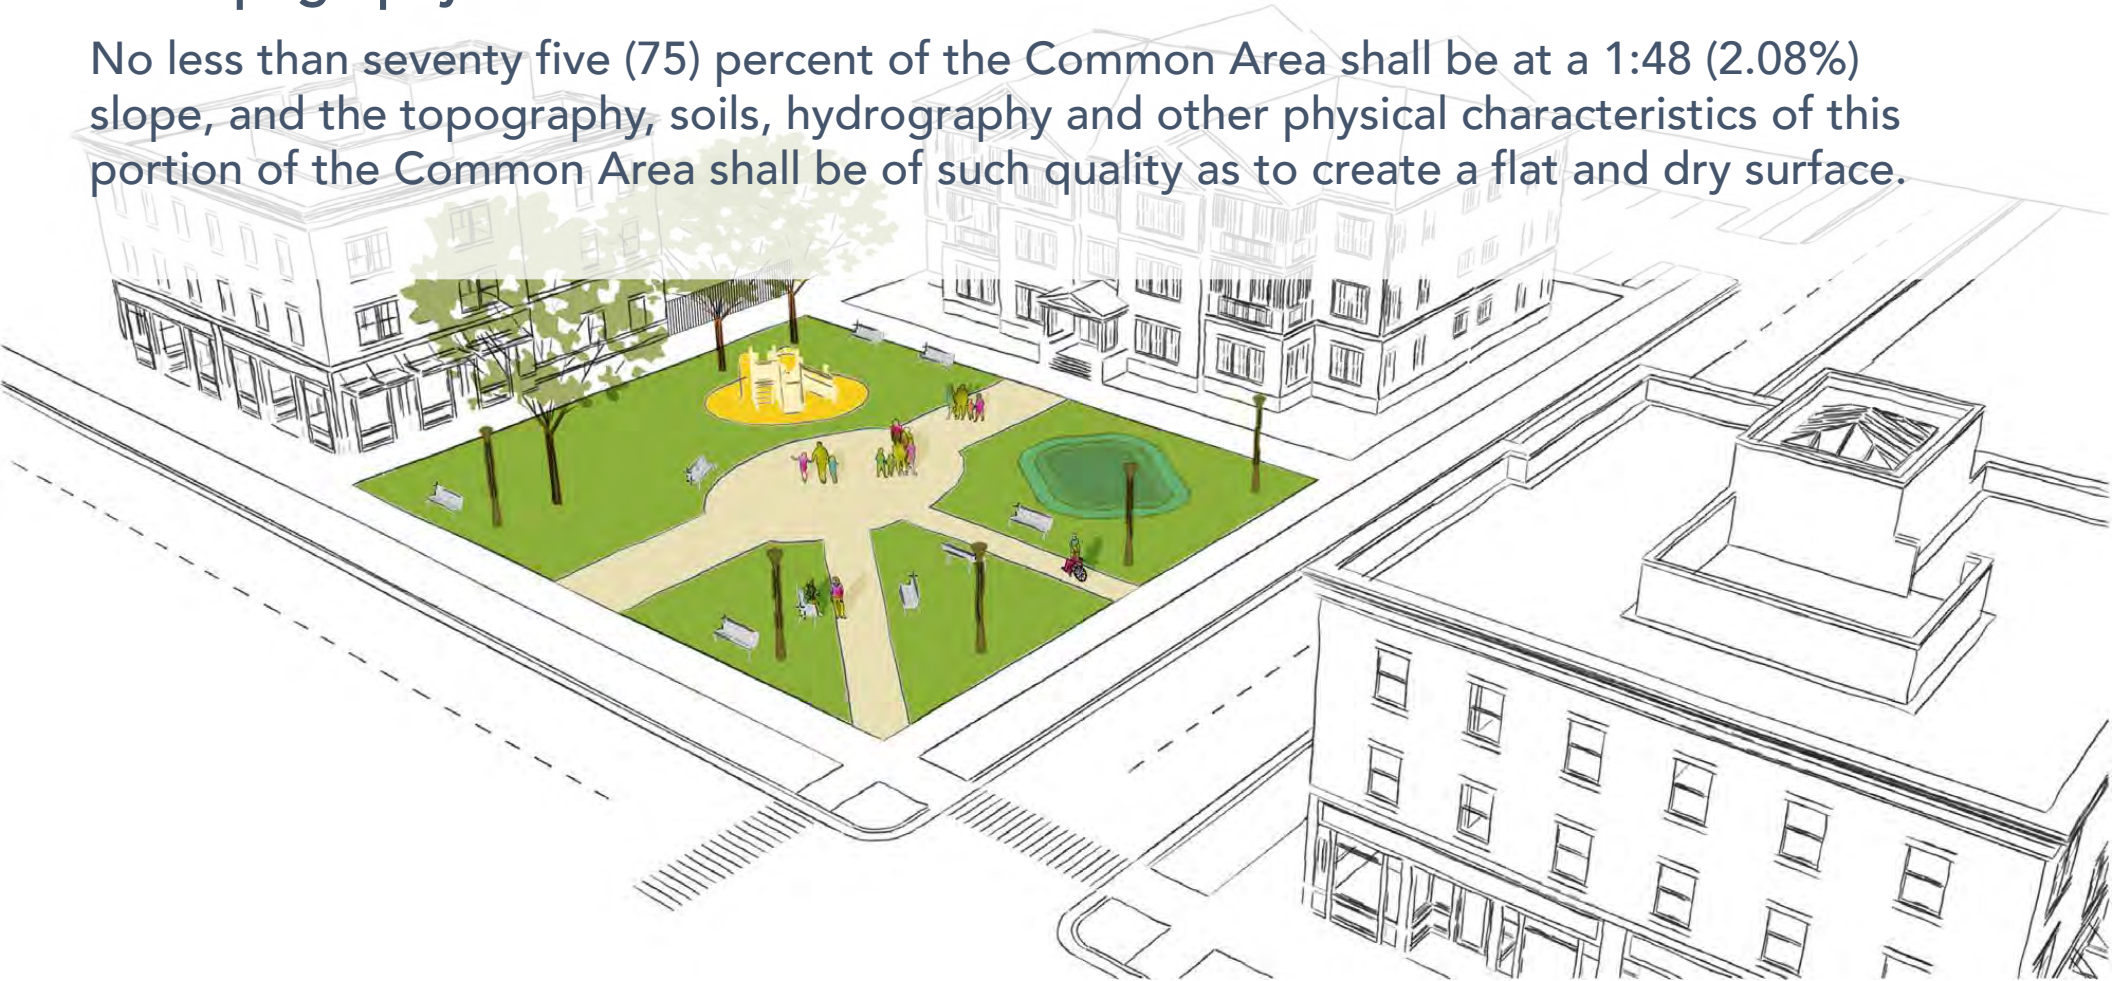 No less than seventy five (75) percent of the Common Area shall be at a 1:48 (2.08%)
slope, and the topography, soils, hydrography and other physical characteristics of this
portion of the Common Area shall be of such quality as to create a flat and dry surface.